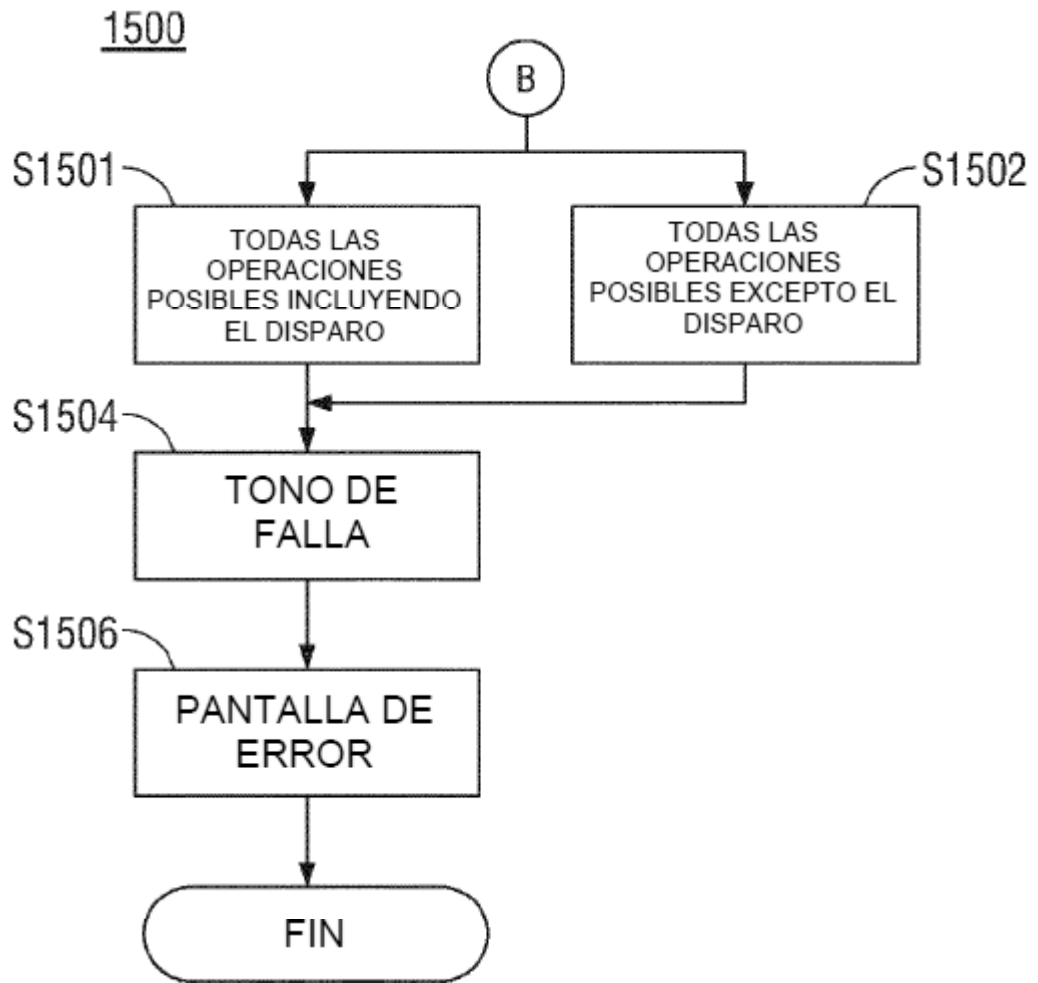 1500
B
S1501
S1502
TODAS LAS
OPERACIONES
POSIBLES INCLUYENDO
EL DISPARO
TODAS LAS
OPERACIONES
POSIBLES EXCEPTO EL
DISPARO
S1504
TONO DE
FALLA
S1506
PANTALLA DE
ERROR
FIN